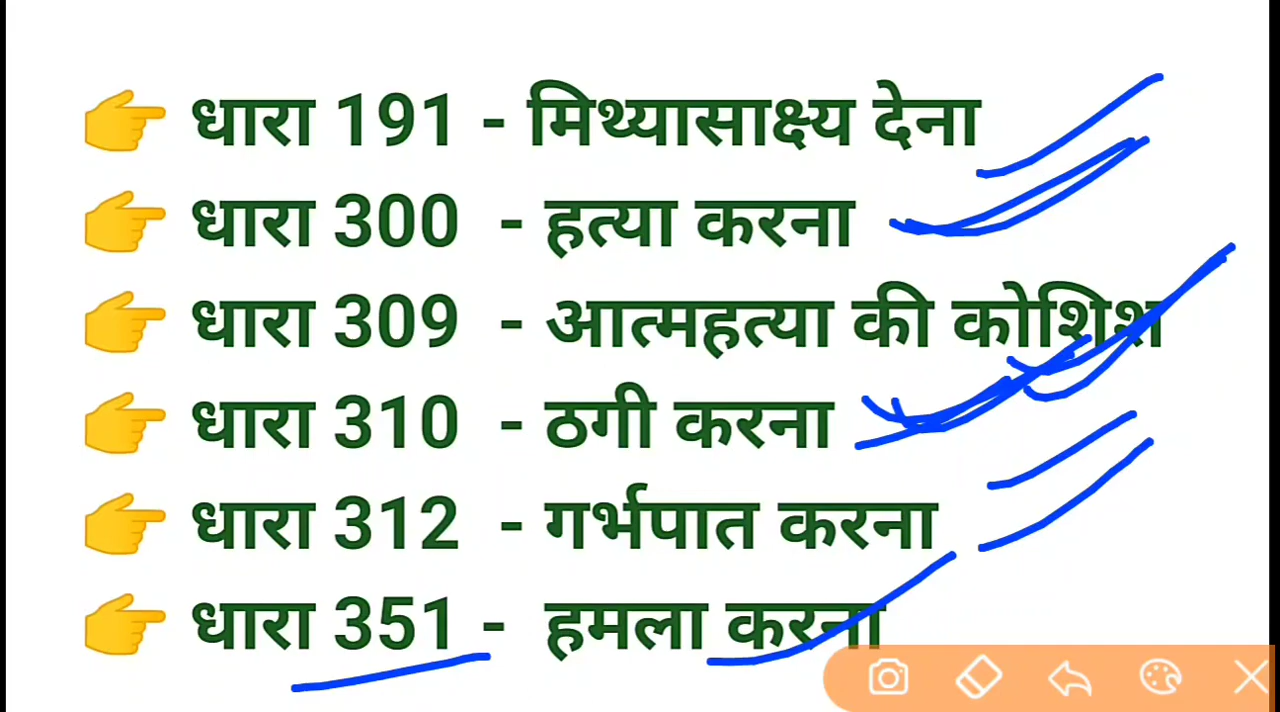 👉 धारा 191 - मिथ्यासाक्ष्य देना
👉 धारा 300 - हत्या करना
👉 धारा 309 - आत्महत्या की कोशिश
👉 धारा 310 - ठगी करना
👉 धारा 312 - गर्भपात करना
👉 धारा 351 - हमला करना